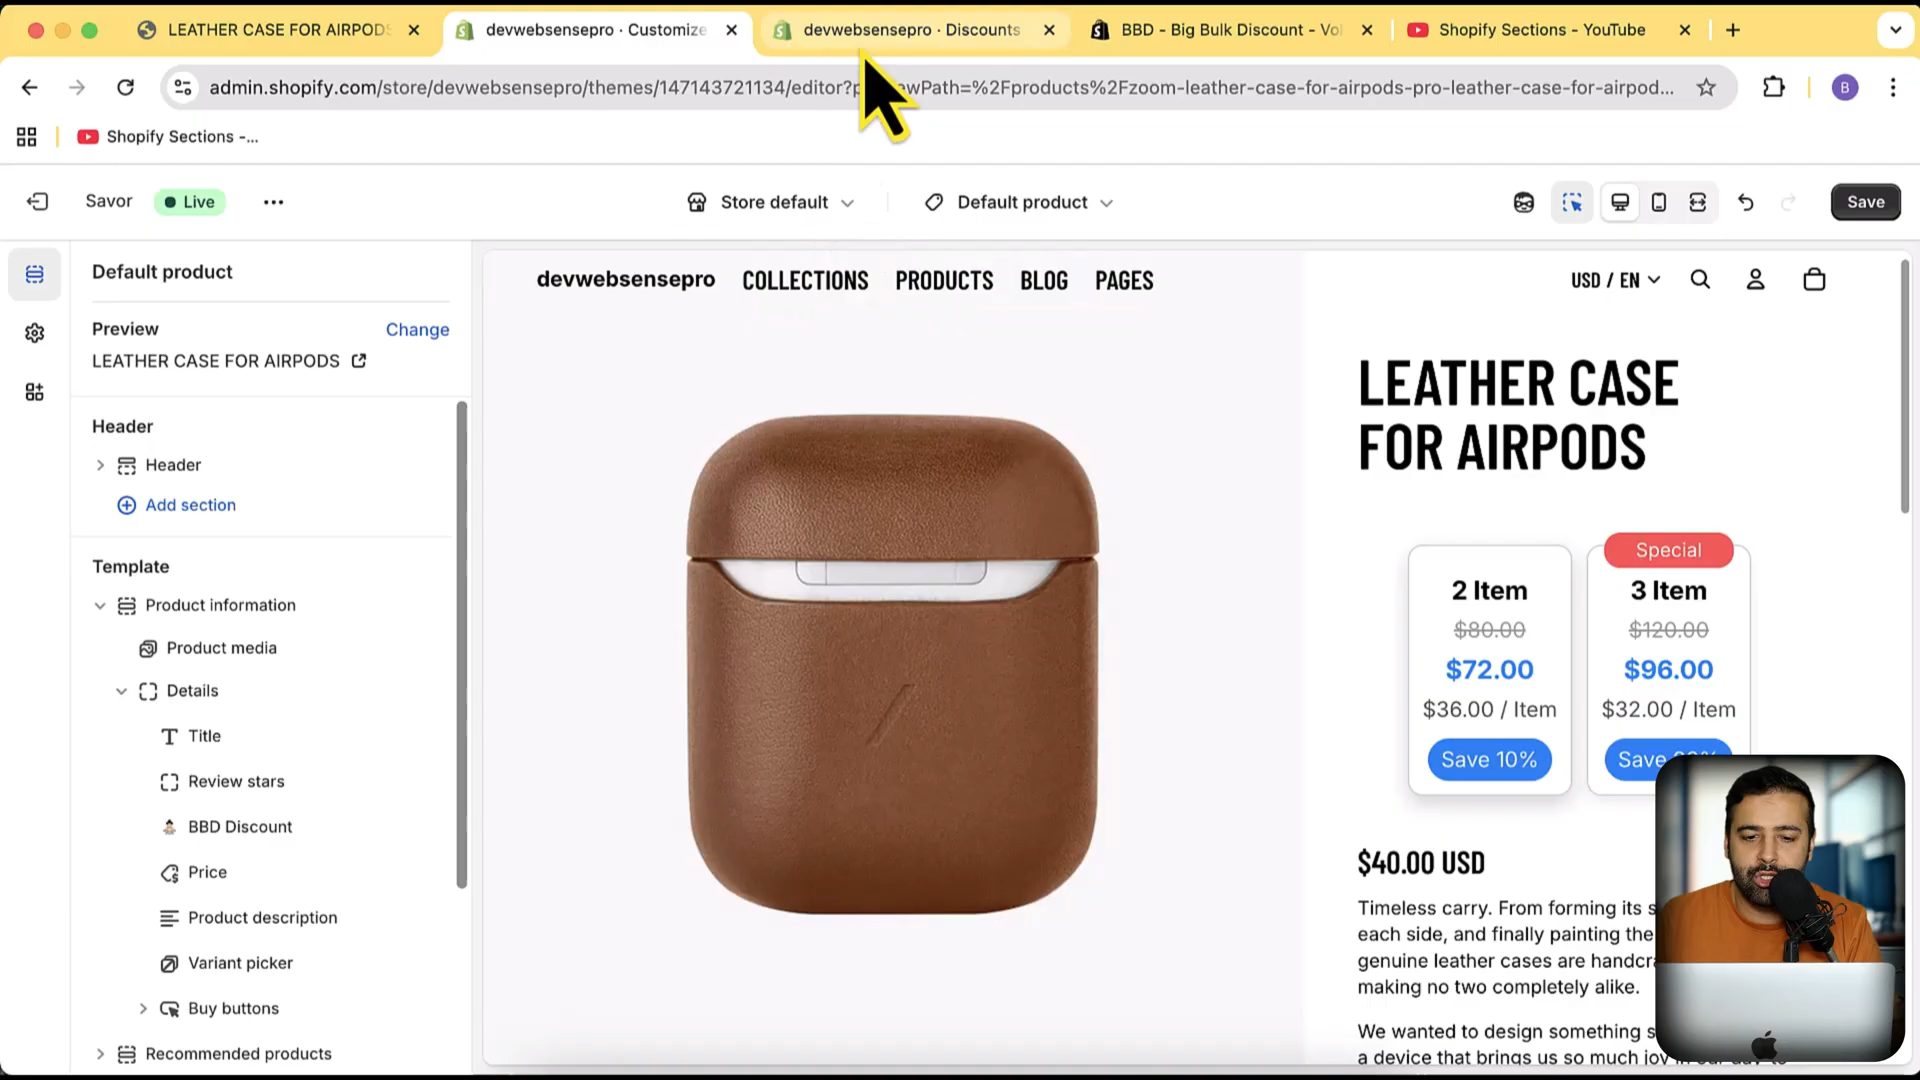 LEATHER CASE FOR AIRPODS
devwebsensepro · Customize
devwebsensepro · Discounts
BBD - Big Bulk Discount - Vo
Shopify Sections - YouTube
admin.shopify.com/store/devwebsensepro/themes/147143721134/editor?p
wPath=%2Fproducts%2Fzoom-leather-case-for-airpods-pro-leather-case-for-airpod...
B
Shopify Sections -...
Savor
Live
Store default
Default product
Save
Default product
Preview
Change
LEATHER CASE FOR AIRPODS
Header
Header
Add section
Template
Product information
Product media
Details
Title
Review stars
BBD Discount
Price
Product description
Variant picker
Buy buttons
Recommended products
devwebsensepro
COLLECTIONS
PRODUCTS
BLOG
PAGES
USD / EN
LEATHER CASE
FOR AIRPODS
2 Item
$80.00
$72.00
$36.00 / Item
Save 10%
Special
3 Item
$120.00
$96.00
$32.00 / Item
Save
$40.00 USD
Timeless carry. From forming its
each side, and finally painting the
genuine leather cases are
making no two completely alike.
We wanted to design something
a device that brings us so much joy